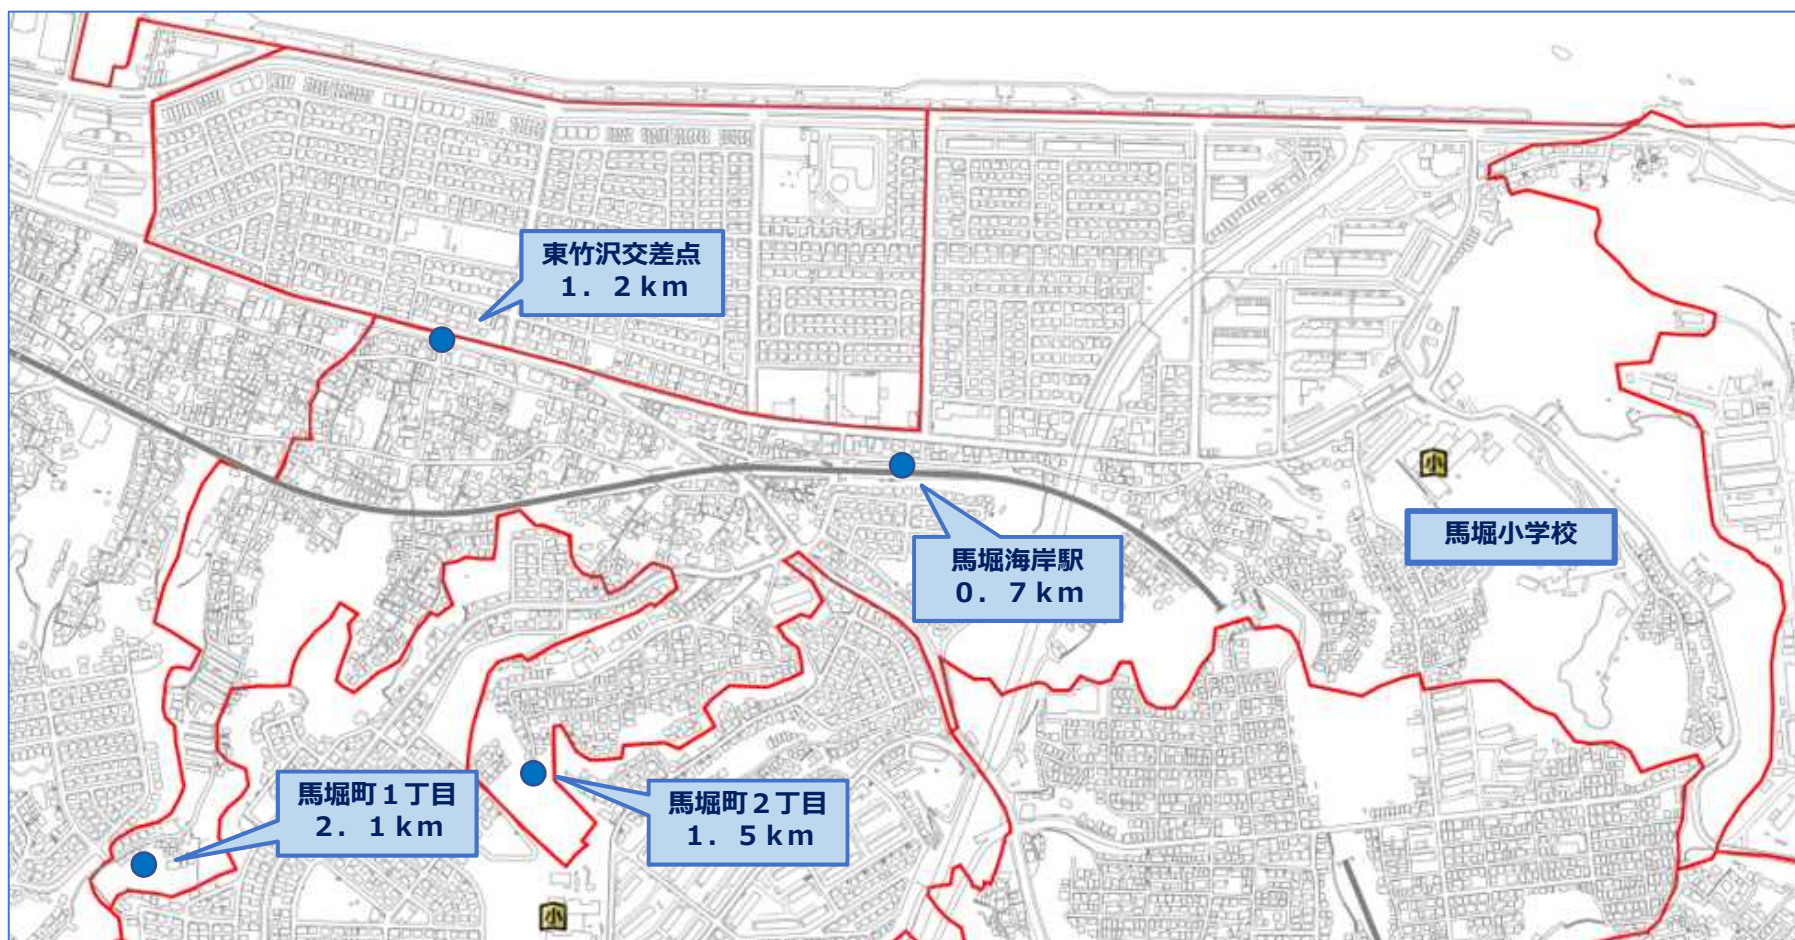 東竹沢交差点
１．２ｋｍ
小
馬堀小学校
馬堀海岸駅
０．７ｋｍ
馬堀町１丁目
２．１ｋｍ
馬堀町２丁目
１．５ｋｍ
小